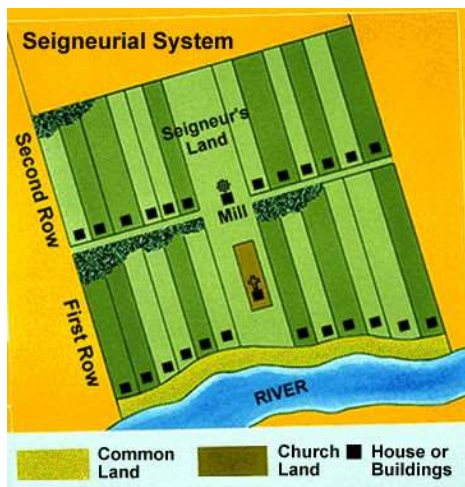 Seigneurial System
Seigneur's
Land
Second Row
Mill
First Row
RIVER
Common
Land
Church
Land
House or
Buildings